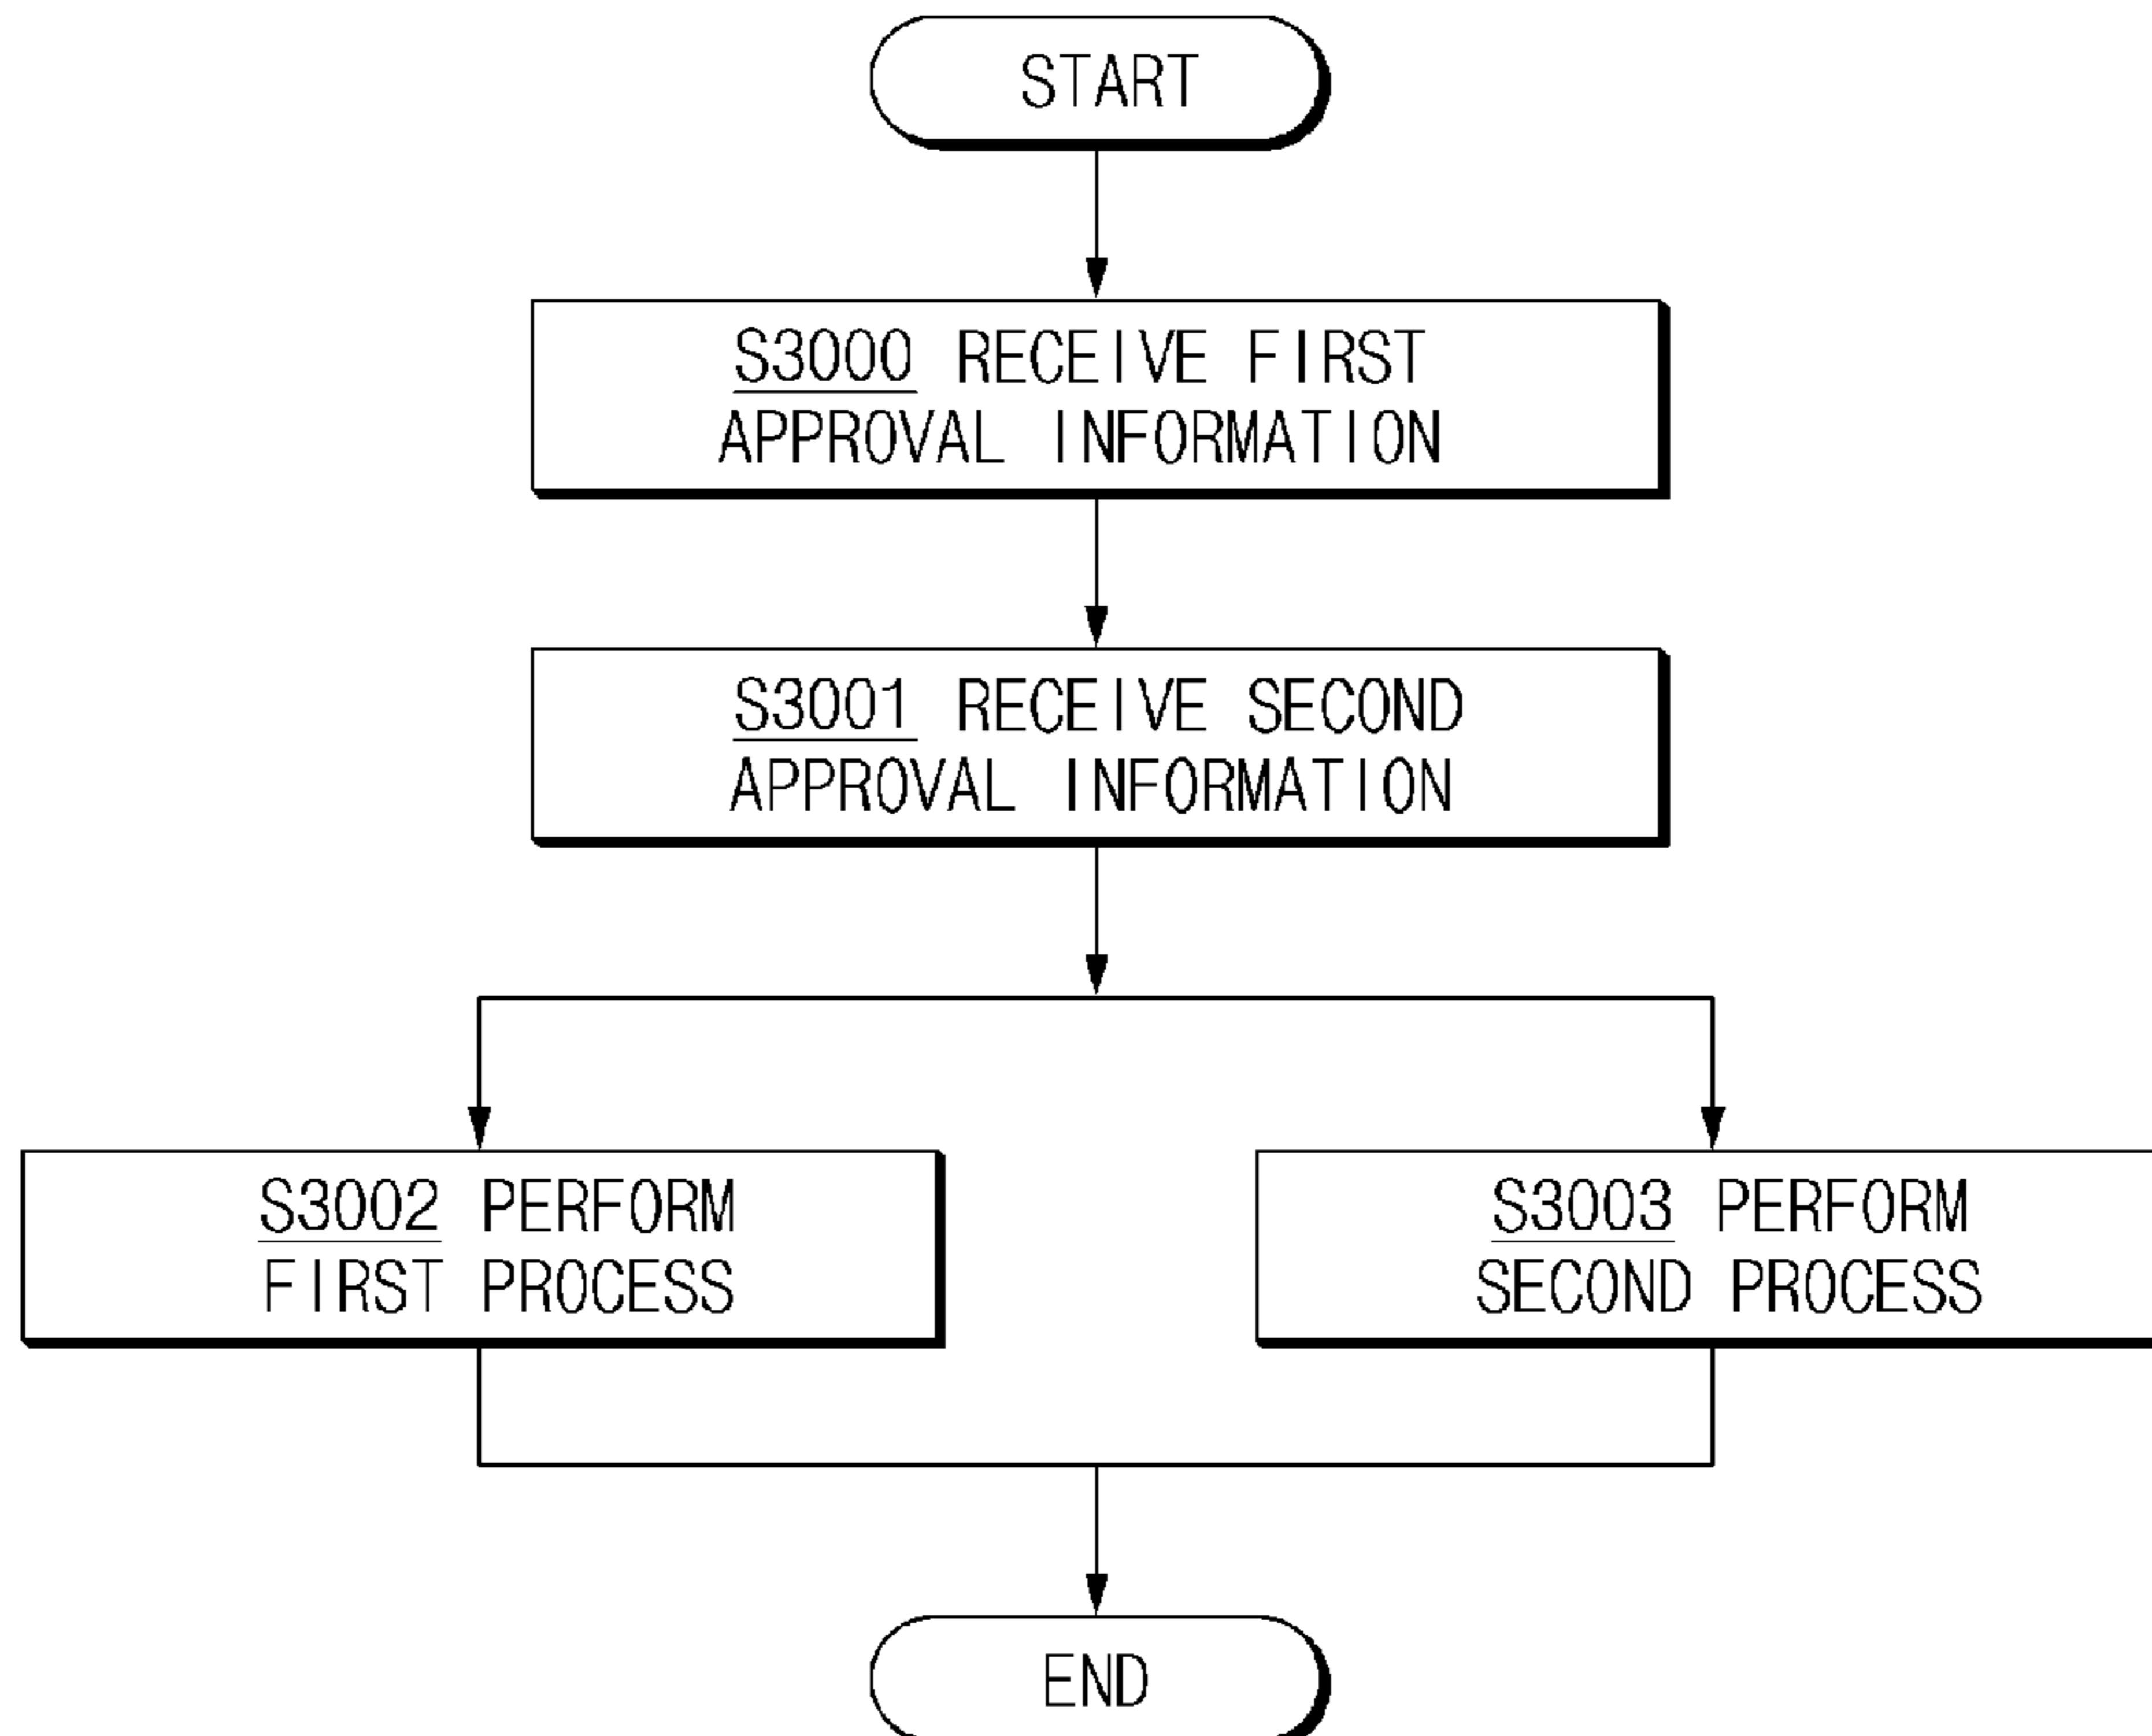 START
S3000 RECEIVE FIRST
APPROVAL INFORMATION
S3001 RECEIVE SECOND
APPROVAL INFORMATION
S3002 PERFORM
FIRST PROCESS
S3003 PERFORM
SECOND PROCESS
END